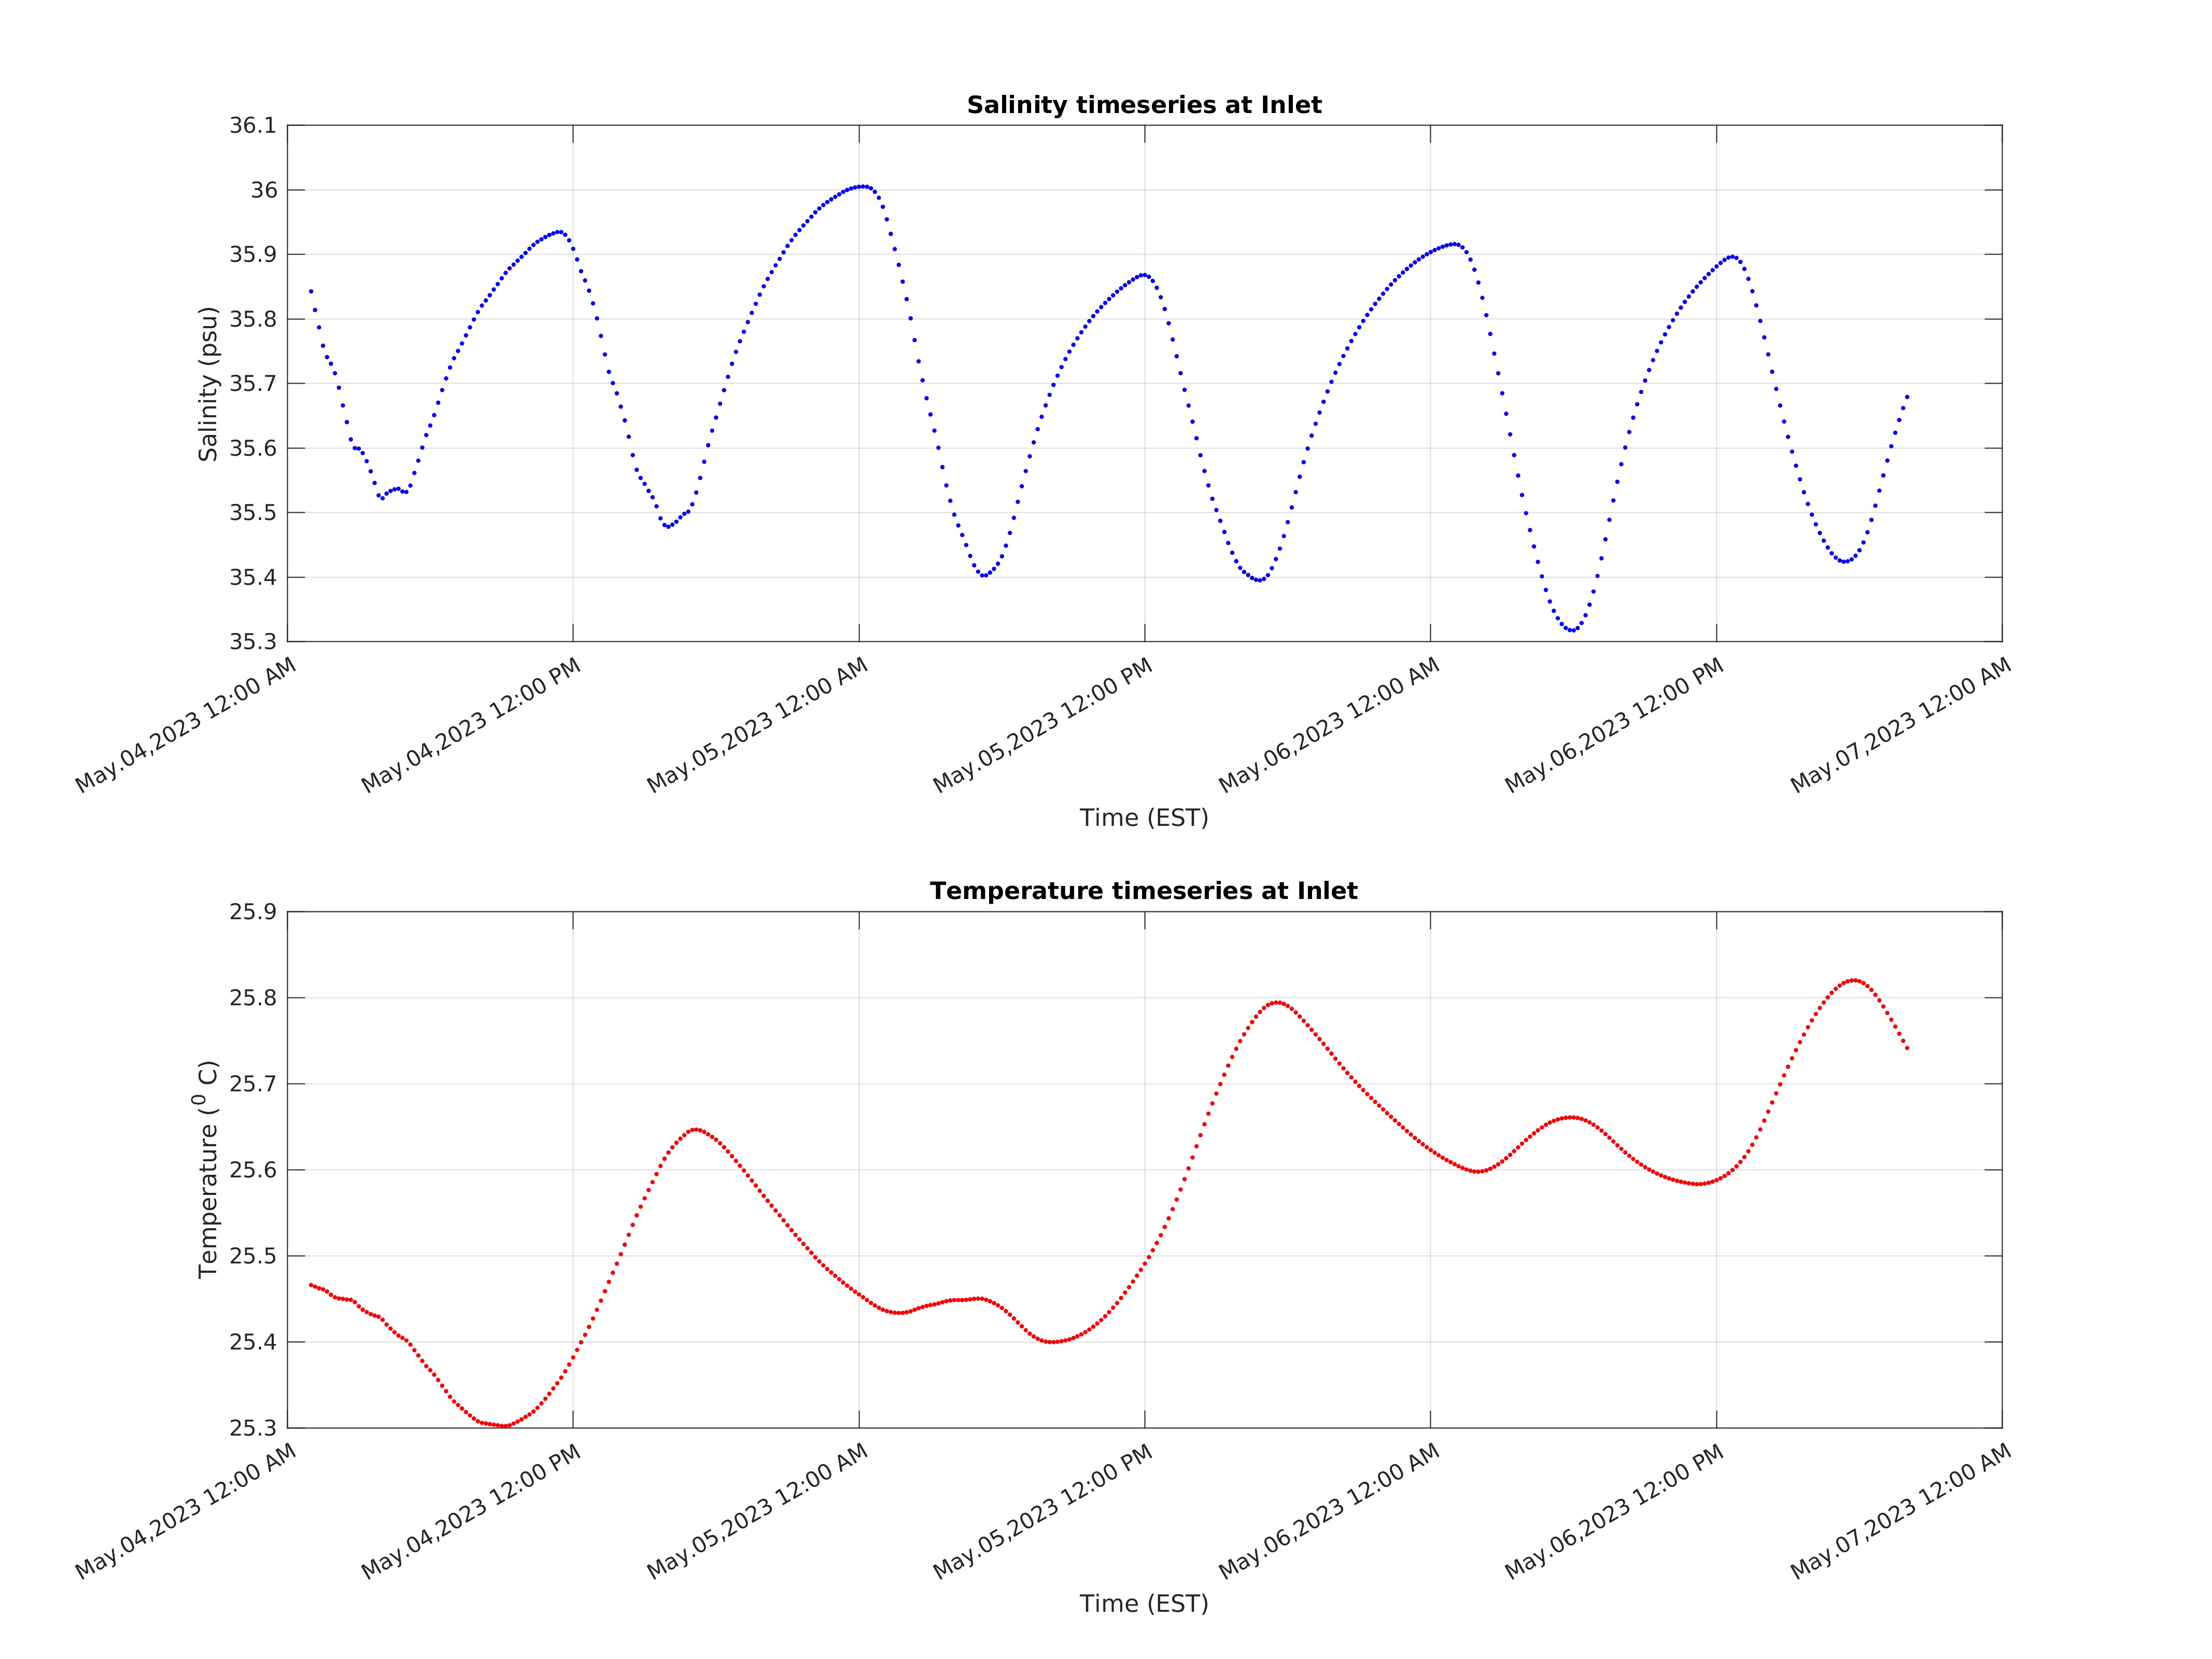 Salinity timeseries at Inlet
36.1
36
35.9
35.8
35.7
35.6
35.5
35.4
35.3
Salinity (psu)
May.04,2023 12:00 AM
May.04,2023 12:00 PM
May.05,2023 12:00 AM
May.05,2023 12:00 PM
May.06,2023 12:00 AM
May.06,2023 12:00 PM
May.07,2023 12:00 AM
Time (EST)
Temperature timeseries at Inlet
25.9
25.8
25.7
25.6
25.5
25.4
25.3
Temperature (⁰ C)
May.04,2023 12:00 AM
May.04,2023 12:00 PM
May.05,2023 12:00 AM
May.05,2023 12:00 PM
May.06,2023 12:00 AM
May.06,2023 12:00 PM
May.07,2023 12:00 AM
Time (EST)